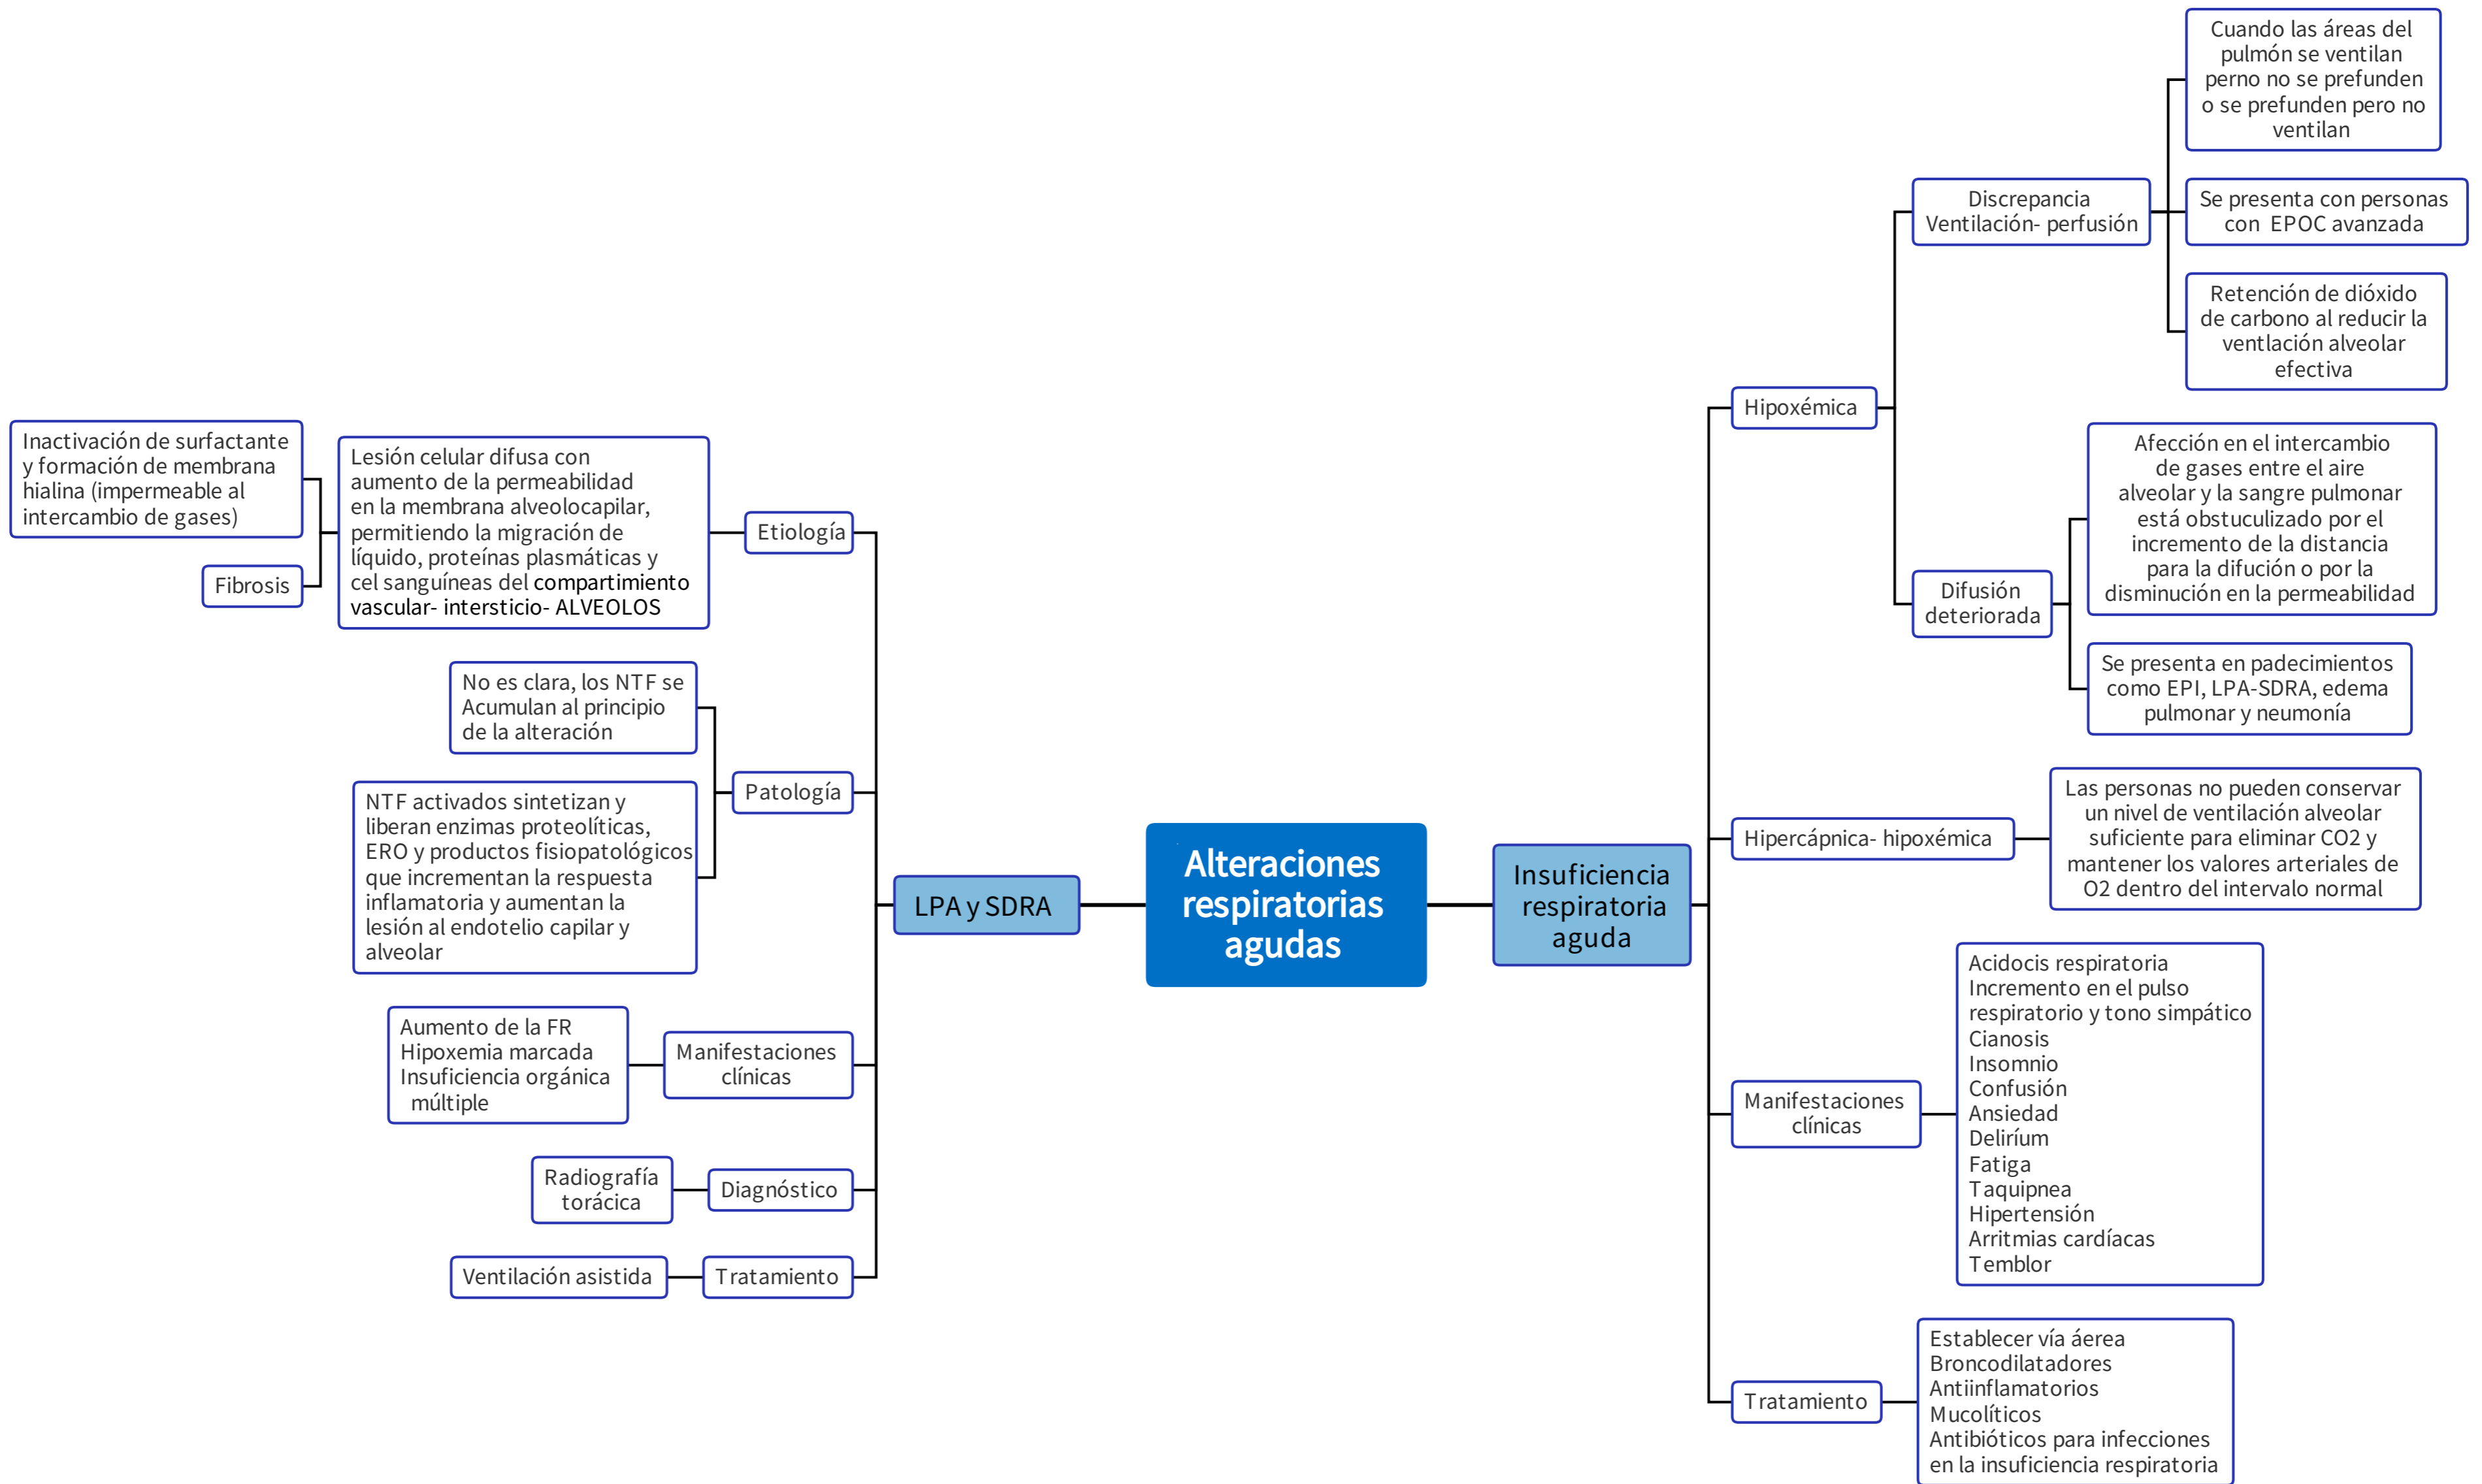 Alteraciones
respiratorias
agudas
LPA y SDRA
Etiología
Lesión celular difusa con
aumento de la permeabilidad
en la membrana alveolocapilar,
permitiendo la migración de
líquido, proteínas plasmáticas y
cel sanguíneas del compartimiento
vascular- intersticio- ALVEOLOS
Inactivación de surfactante
y formación de membrana
hialina (impermeable al
intercambio de gases)
Fibrosis
Patología
No es clara, los NTF se
Acumulan al principio
de la alteración
NTF activados sintetizan y
liberan enzimas proteolíticas,
ERO y productos fisiopatológicos
que incrementan la respuesta
inflamatoria y aumentan la
lesión al endotelio capilar y
alveolar
Manifestaciones
clínicas
Aumento de la FR
Hipoxemia marcada
Insuficiencia orgánica
múltiple
Diagnóstico
Radiografía
torácica
Tratamiento
Ventilación asistida
Insuficiencia
respiratoria
aguda
Hipoxémica
Discrepancia
Ventilación- perfusión
Cuando las áreas del
pulmón se ventilan
perno no se prefunden
o se prefunden pero no
ventilan
Se presenta con personas
con EPOC avanzada
Retención de dióxido
de carbono al reducir la
ventlación alveolar
efectiva
Difusión
deteriorada
Afección en el intercambio
de gases entre el aire
alveolar y la sangre pulmonar
está obstuculizado por el
incremento de la distancia
para la difución o por la
disminución en la permeabilidad
Se presenta en padecimientos
como EPI, LPA-SDRA, edema
pulmonar y neumonía
Hipercápnica- hipoxémica
Las personas no pueden conservar
un nivel de ventilación alveolar
suficiente para eliminar CO2 y
mantener los valores arteriales de
O2 dentro del intervalo normal
Manifestaciones
clínicas
Acidocis respiratoria
Incremento en el pulso
respiratorio y tono simpático
Cianosis
Insomnio
Confusión
Ansiedad
Deliríum
Fatiga
Taquipnea
Hipertensión
Arritmias cardíacas
Temblor
Tratamiento
Establecer vía áerea
Broncodilatadores
Antiinflamatorios
Mucolíticos
Antibióticos para infecciones
en la insuficiencia respiratoria